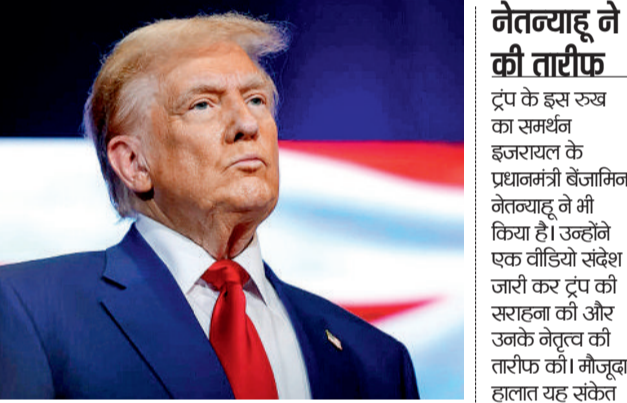 नेतन्याहू ने
की तारीफ
ट्रंप के इस रुख
का समर्थन
इजरायल के
प्रधानमंत्री बेंजामिन
नेतन्याहू ने भी
किया है। उन्होंने
एक वीडियो संदेश
जारी कर ट्रंप की
सराहना की और
उनके नेतृत्व की
तारीफ की। मौजूदा
हालात यह संकेत